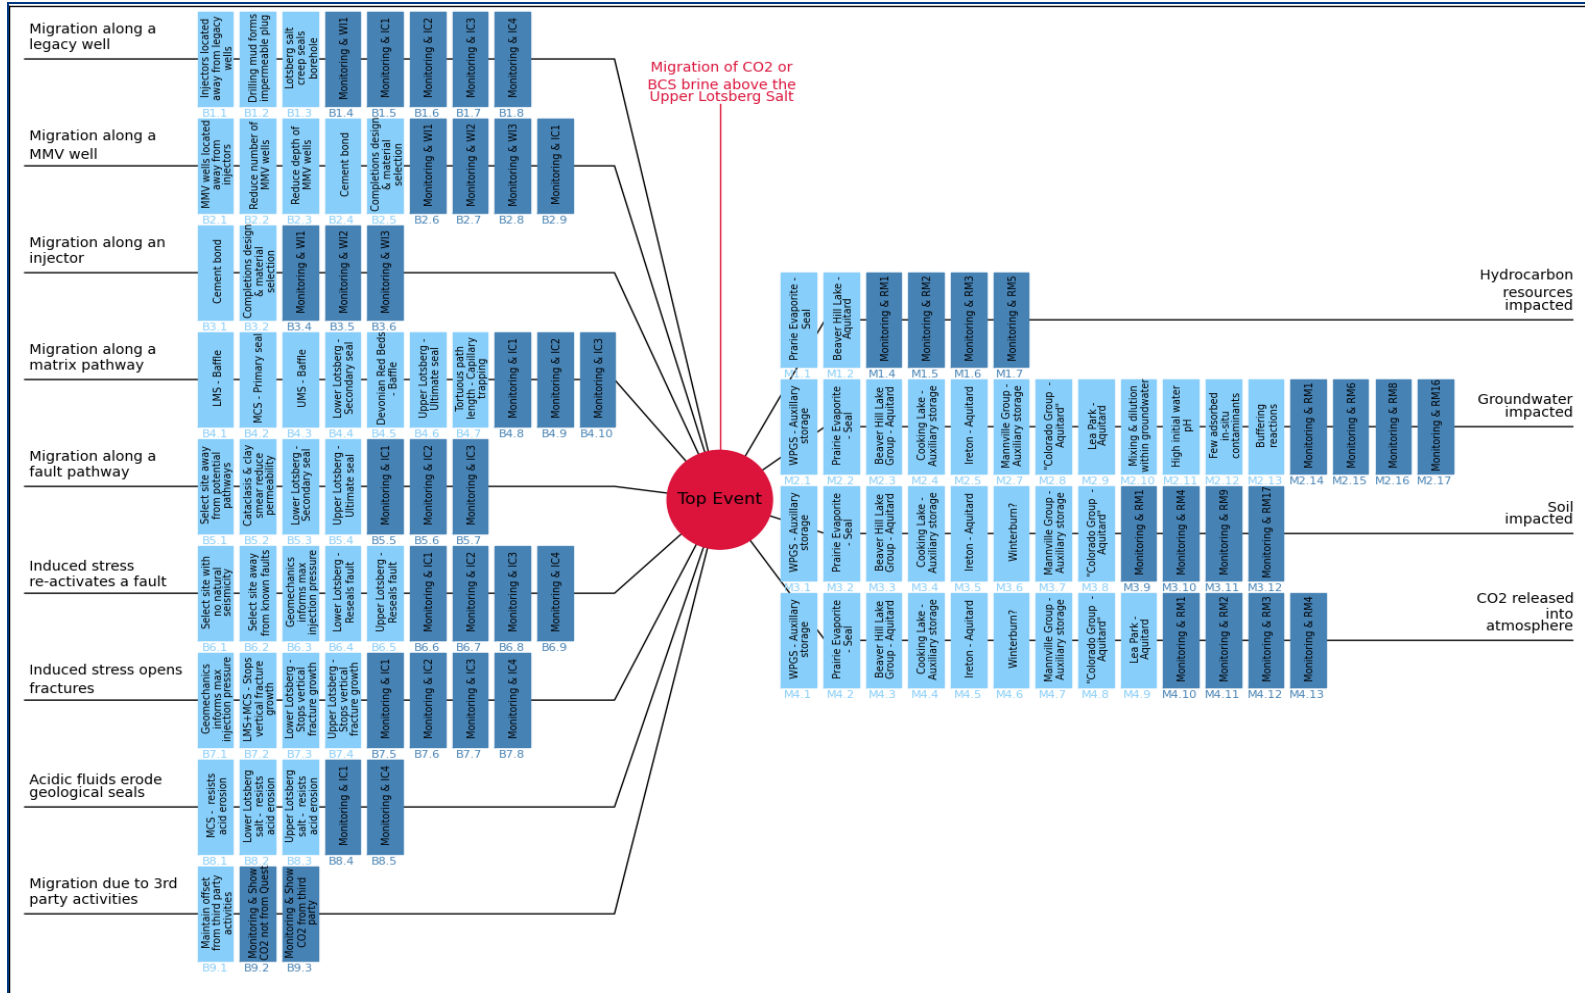 Migration along a
legacy well
Injectors located
away from legacy
wells
B1.1
Drilling mud forms
impermeable plug
B1.2
Lotsberg salt
creep seals
borehole
B1.3
Monitoring & WI1
B1.4
Monitoring & IC1
B1.5
Monitoring & IC2
B1.6
Monitoring & IC3
B1.7
Monitoring & IC4
B1.8
Migration along a
MMV well
MMV wells located
away from
injectors
B2.1
Reduce number of
MMV wells
B2.2
Reduce depth of
MMV wells
B2.3
Cement bond
B2.4
Completions design
& material
selection
B2.5
Monitoring & WI1
B2.6
Monitoring & WI2
B2.7
Monitoring & WI3
B2.8
Monitoring & IC1
B2.9
Migration along an
injector
Cement bond
B3.1
Completions design
& material
selection
B3.2
Monitoring & WI1
B3.4
Monitoring & WI2
B3.5
Monitoring & WI3
B3.6
Migration along a
matrix pathway
LMS - Baffle
B4.1
MCS - Primary seal
B4.2
UMS - Baffle
B4.3
Lower Lotsberg -
Secondary seal
B4.4
Devonian Red Beds
- Baffle
B4.5
Upper Lotsberg -
Ultimate seal
B4.6
Tortuous path
length - Capillary
trapping
B4.7
Monitoring & IC1
B4.8
Monitoring & IC2
B4.9
Monitoring & IC3
B4.10
Migration along a
fault pathway
Select site away
from potential
pathways
B5.1
Cataclasis & clay
smear reduce
permeability
B5.2
Lower Lotsberg -
Secondary seal
B5.3
Upper Lotsberg -
Ultimate seal
B5.4
Monitoring & IC1
B5.5
Monitoring & IC2
B5.6
Monitoring & IC3
B5.7
Induced stress
re-activates a fault
Select site with
no natural
seismicity
B6.1
Select site away
from known faults
B6.2
Geomechanics
informs max
injection pressure
B6.3
Lower Lotsberg -
Reseals fault
B6.4
Upper Lotsberg -
Reseals fault
B6.5
Monitoring & IC1
B6.6
Monitoring & IC2
B6.7
Monitoring & IC3
B6.8
Monitoring & IC4
B6.9
Induced stress opens
fractures
Geomechanics
informs max
injection pressure
B7.1
LMS+MCS - Stops
vertical fracture
growth
B7.2
Lower Lotsberg -
Stops vertical
fracture growth
B7.3
Upper Lotsberg -
Stops vertical
fracture growth
B7.4
Monitoring & IC1
B7.5
Monitoring & IC2
B7.6
Monitoring & IC3
B7.7
Monitoring & IC4
B7.8
Acidic fluids erode
geological seals
MCS - resists
acid erosion
B8.1
Lower Lotsberg
salt - resists
acid erosion
B8.2
Upper Lotsberg
salt - resists
acid erosion
B8.3
Monitoring & IC1
B8.4
Monitoring & IC4
B8.5
Migration due to 3rd
party activities
Maintain offset
from third party
activities
B9.1
Monitoring & Show
CO2 not from Quest
B9.2
Monitoring & Show
CO2 from third
party
B9.3
Migration of CO2 or
BCS brine above the
Upper Lotsberg Salt
Top Event
Prarie Evaporite -
Seal
M1.1
Beaver Hill Lake -
Aquitard
M1.2
Monitoring & RM1
M1.4
Monitoring & RM2
M1.5
Monitoring & RM3
M1.6
Monitoring & RM5
M1.7
Hydrocarbon
resources
impacted
WPGS - Auxillary
storage
M2.1
Prairie Evaporite
- Seal
M2.2
Beaver Hill Lake
Group - Aquitard
M2.3
Cooking Lake -
Auxiliary storage
M2.4
Ireton - Aquitard
M2.5
Mannville Group -
Auxiliary storage
M2.7
"Colorado Group -
Aquitard"
M2.8
Lea Park -
Aquitard
M2.9
Mixing & dilution
within groundwater
M2.10
High initial water
pH
M2.11
Few adsorbed
in-situ
contaminants
M2.12
Buffering
reactions
M2.13
Monitoring & RM1
M2.14
Monitoring & RM6
M2.15
Monitoring & RM8
M2.16
Monitoring & RM16
M2.17
Groundwater
impacted
WPGS - Auxillary
storage
M3.1
Prairie Evaporite
- Seal
M3.2
Beaver Hill Lake
Group - Aquitard
M3.3
Cooking Lake -
Auxiliary storage
M3.4
Ireton - Aquitard
M3.5
Winterburn?
M3.6
Mannville Group -
Auxiliary storage
M3.7
"Colorado Group -
Aquitard"
M3.8
Monitoring & RM1
M3.9
Monitoring & RM4
M3.10
Monitoring & RM9
M3.11
Monitoring & RM17
M3.12
Soil
impacted
WPGS - Auxillary
storage
M4.1
Prairie Evaporite
- Seal
M4.2
Beaver Hill Lake
Group - Aquitard
M4.3
Cooking Lake -
Auxiliary storage
M4.4
Ireton - Aquitard
M4.5
Winterburn?
M4.6
Mannville Group -
Auxiliary storage
M4.7
"Colorado Group -
Aquitard"
M4.8
Lea Park -
Aquitard
M4.9
Monitoring & RM1
M4.10
Monitoring & RM2
M4.11
Monitoring & RM3
M4.12
Monitoring & RM4
M4.13
CO2 released
into
atmosphere